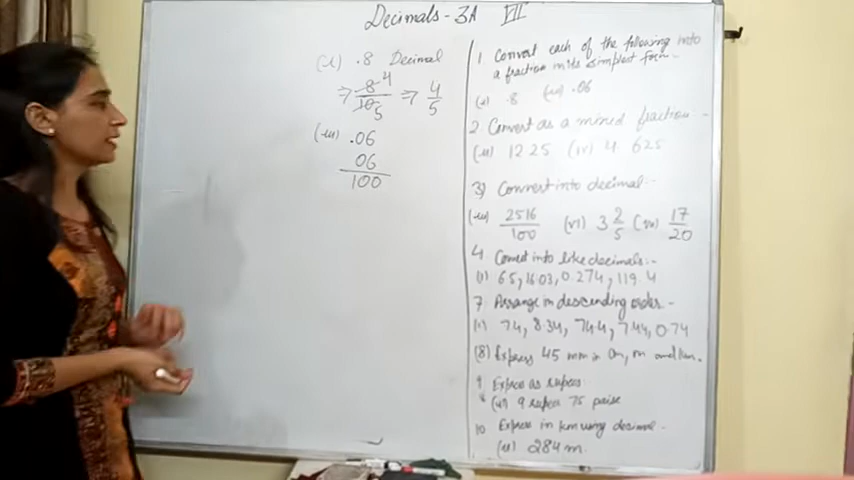 Decimals - 3A VII
(i) .8 Decimal
⇒ 8 4 / 10 5 ⇒ 4/5
(iii) .06
06
100
1 Convert each of the following into
a fraction in its simplest form -
(i) .8 (iii) .06
2. Convert as a mixed fraction -
(ii) 12.25 (iv) 4. 625
3) Convert into decimal -
(iii) 2516/100 (vi) 3 2/5 17/20
4 Convert into like decimals :-
(i) 6.5, 16.03, 0.274, 119.4
7 Arrange in descending order -
(i) 7.4, 8.34, 74.4, 7.44, 0.74
(8) Express 45 mm in cm, m and km.
9 Express as rupees
9 rupees 75 paise
10 Express in km using decimal -
(ii) 284 m